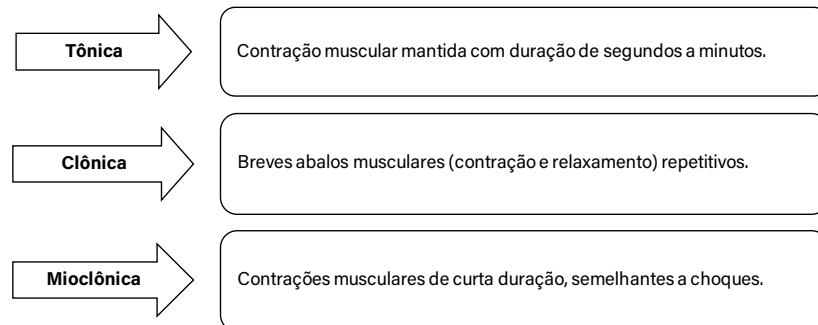 Tônica
Contração muscular mantida com duração de segundos a minutos.
Clônica
Breves abalos musculares (contração e relaxamento) repetitivos.
Mioclônica
Contrações musculares de curta duração, semelhantes a choques.